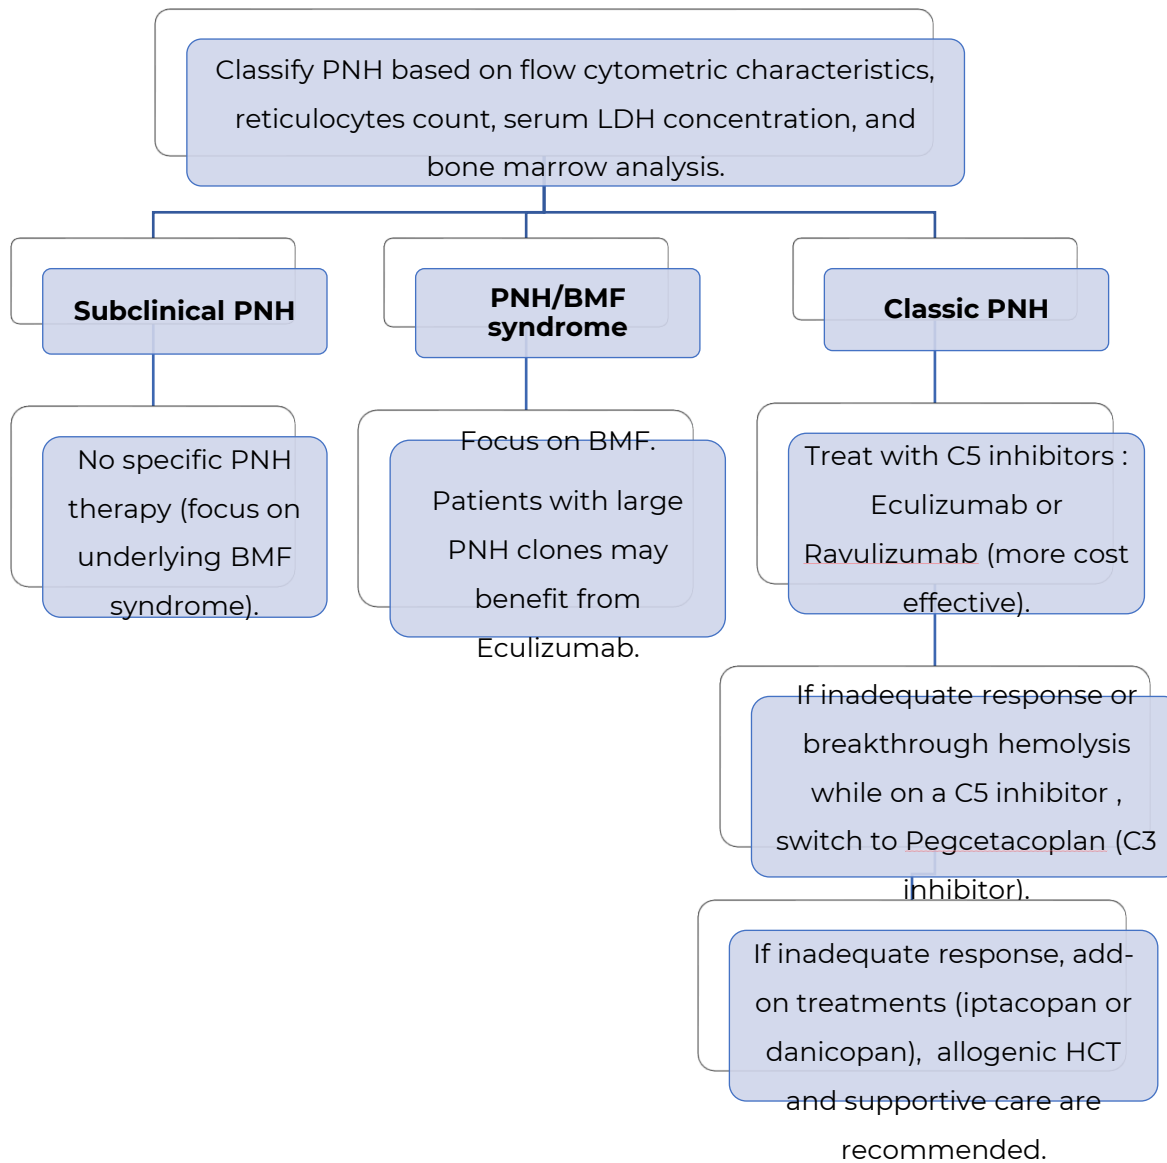 Classify PNH based on flow cytometric characteristics,
reticulocytes count, serum LDH concentration, and
bone marrow analysis.
Subclinical PNH
PNH/BMF
syndrome
Classic PNH
No specific PNH
therapy (focus on
underlying BMF
syndrome).
Focus on BMF.
Patients with large
PNH clones may
benefit from
Eculizumab.
Treat with C5 inhibitors :
Eculizumab or
Ravulizumab (more cost
effective).
If inadequate response or
breakthrough hemolysis
while on a C5 inhibitor ,
switch to Pegcetacoplan (C3
inhibitor).
If inadequate response, add-
on treatments (iptacopan or
danicopan),  allogenic HCT
and supportive care are
recommended.